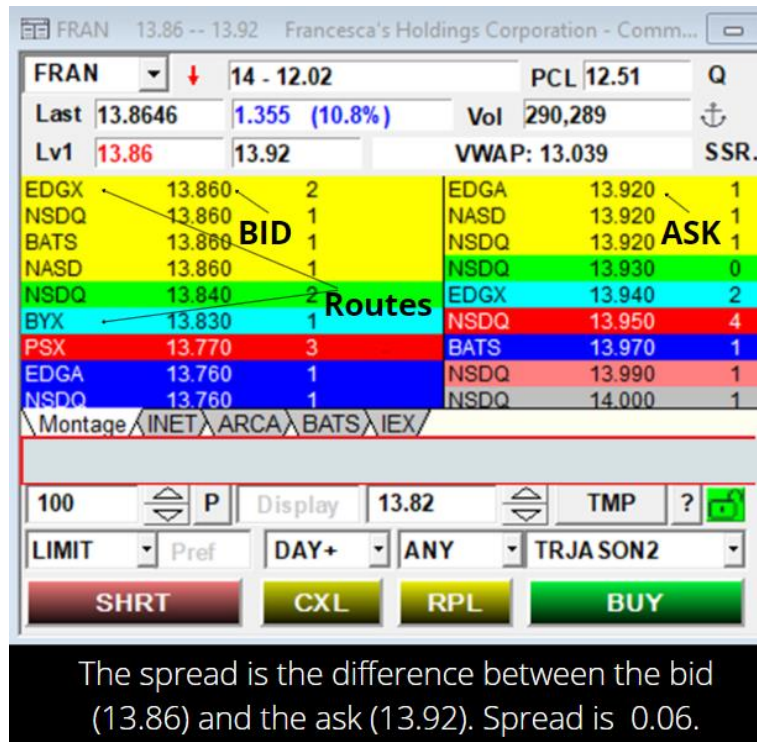 FRAN 13.86 -- 13.92 Francesca's Holdings Corporation - Comm...
FRAN 14 - 12.02 PCL 12.51 Q
Last 13.8646 1.355 (10.8%) Vol 290,289
Lv1 13.86 13.92 VWAP: 13.039 SSR.
EDGX 13.860 2 EDGA 13.920 1
NSDQ 13.860 1 NASD 13.920 1
BATS 13.860 1 NSDQ 13.920 1
BID ASK
NASD 13.860 1 NSDQ 13.930 0
NSDQ 13.840 2 EDGX 13.940 2
Routes
BYX 13.830 1 NSDQ 13.950 4
PSX 13.770 3 BATS 13.970 1
EDGA 13.760 1 NSDQ 13.990 1
NSDQ 13.760 1 NSDQ 14.000 1
Montage INET ARCA BATS IEX
100 P Display 13.82 TMP ?
LIMIT Pref DAY+ ANY TRJASON2
SHRT CXL RPL BUY
The spread is the difference between the bid
(13.86) and the ask (13.92). Spread is 0.06.